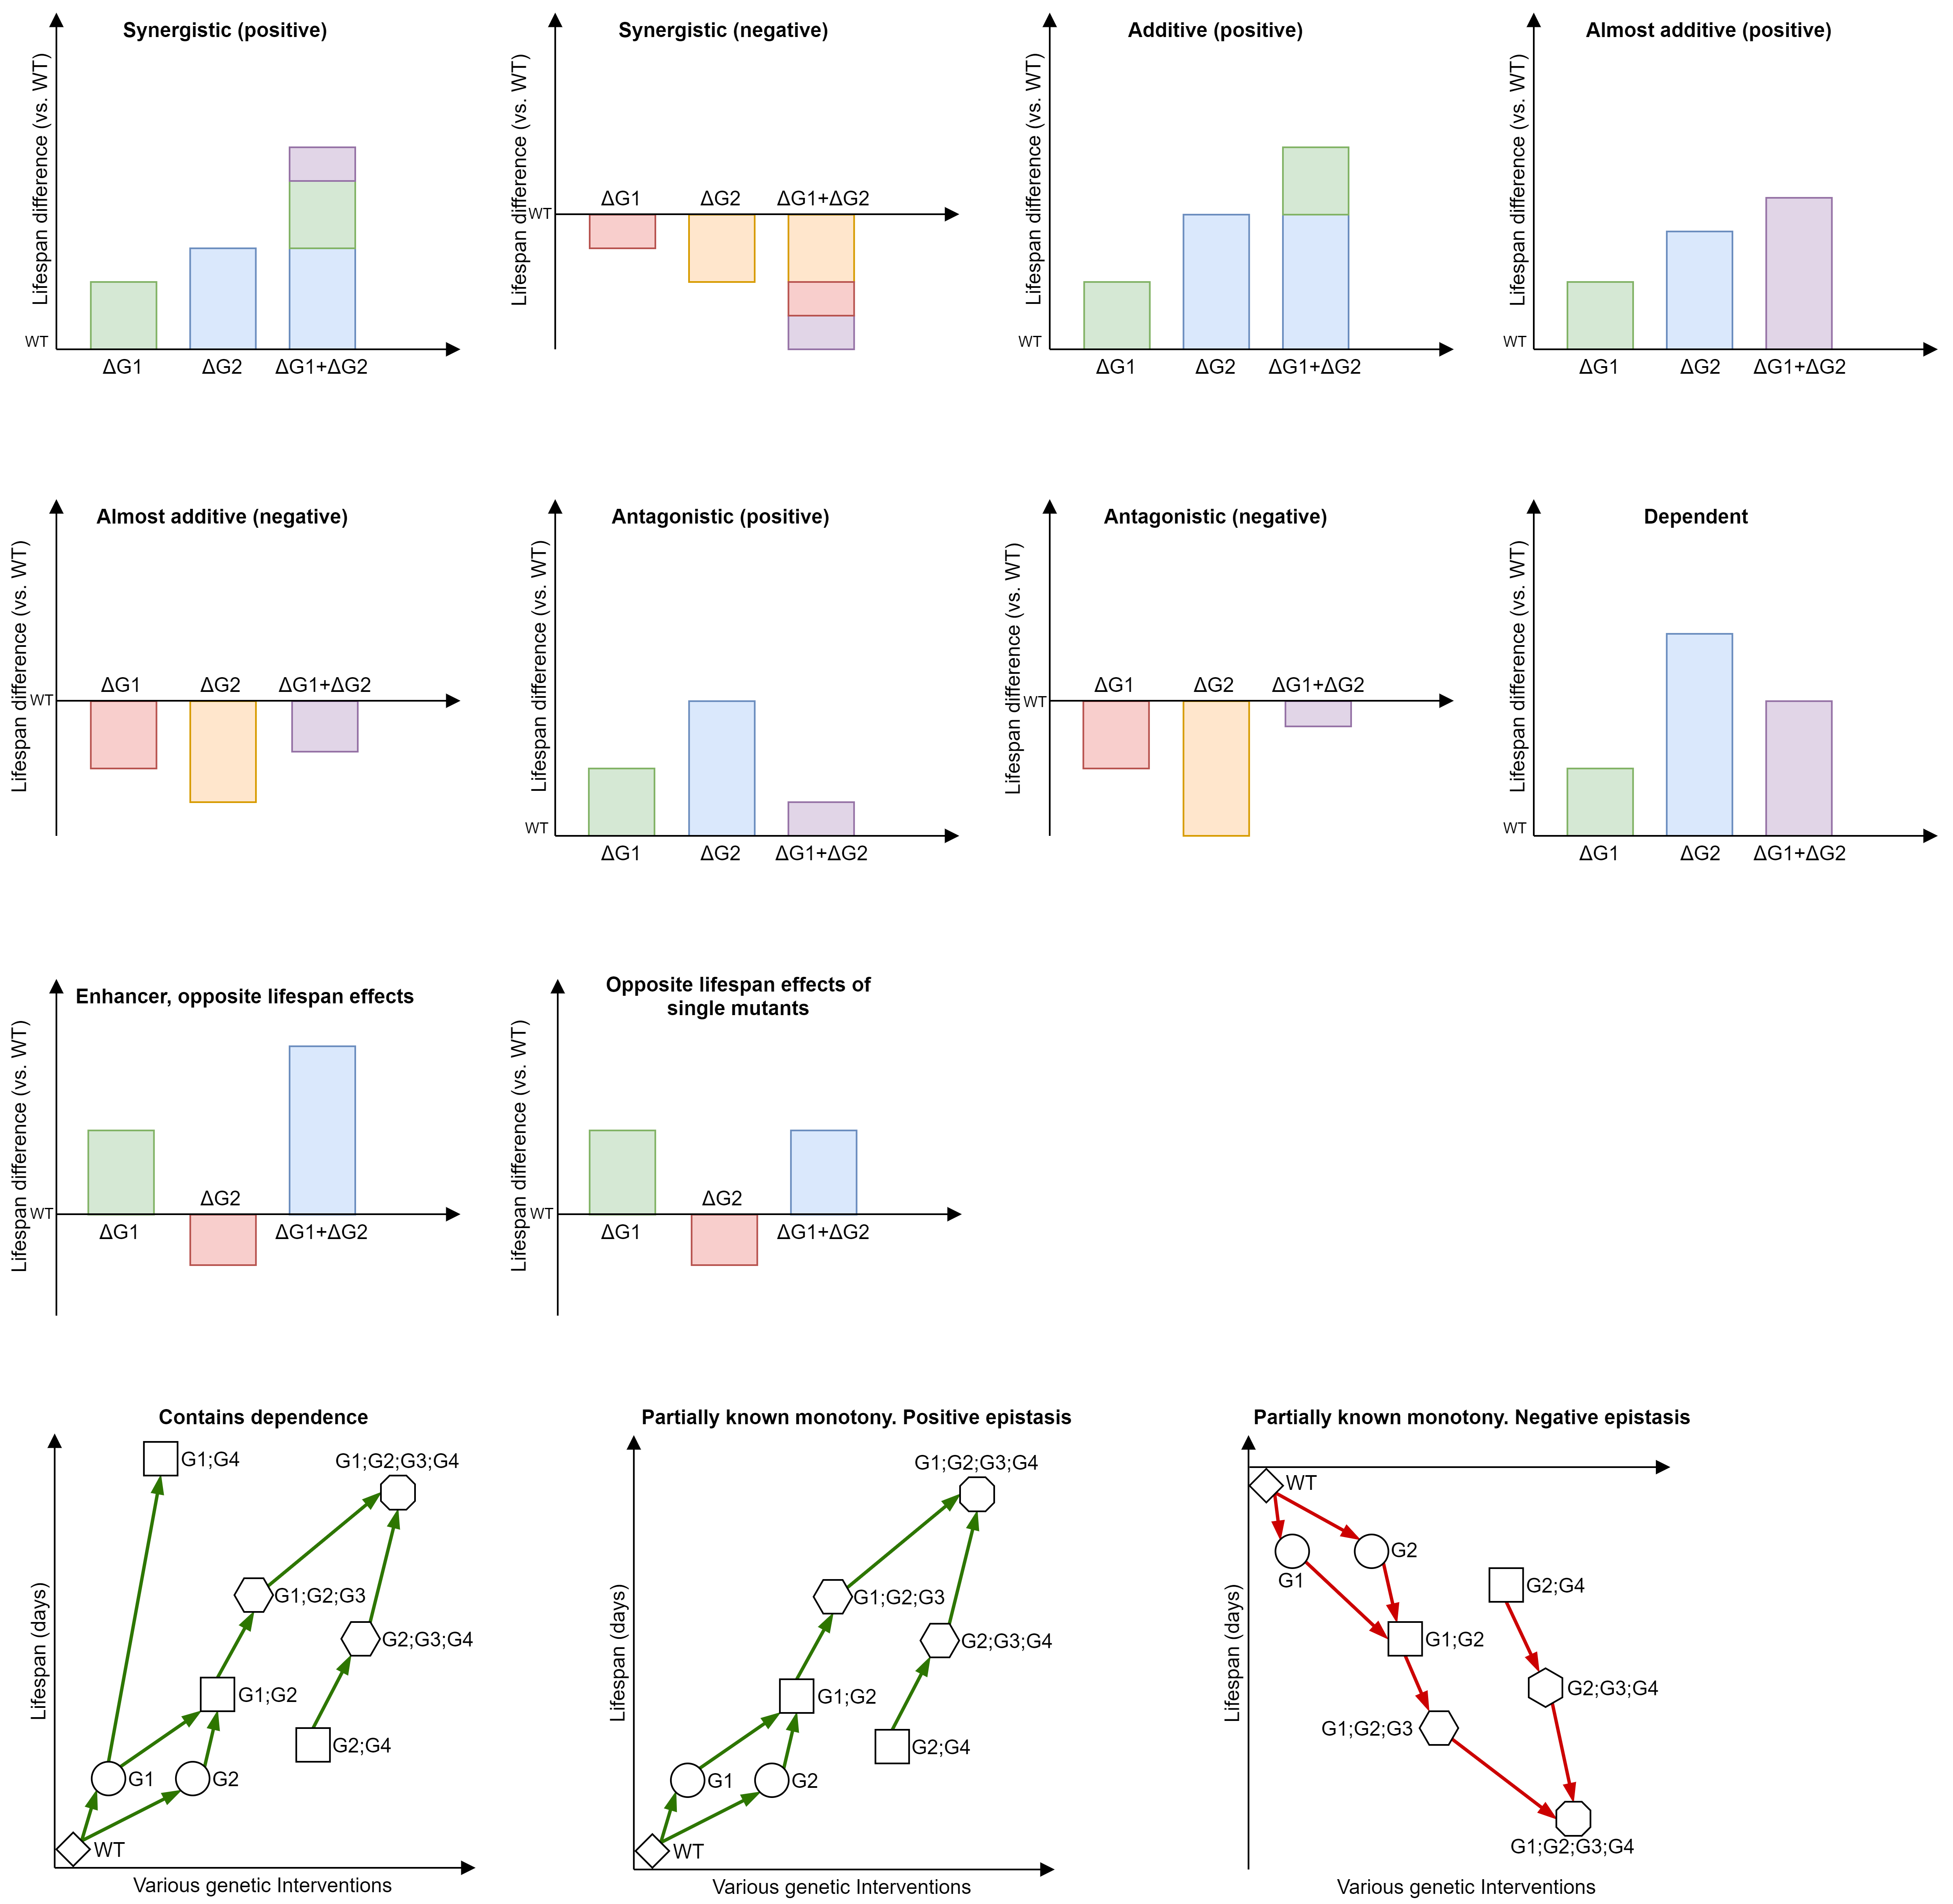 Synergistic (positive)
Lifespan difference (vs. WT)
WT
ΔG1
ΔG2
ΔG1+ΔG2
Synergistic (negative)
Lifespan difference (vs. WT)
WT
ΔG1
ΔG2
ΔG1+ΔG2
Additive (positive)
Lifespan difference (vs. WT)
WT
ΔG1
ΔG2
ΔG1+ΔG2
Almost additive (positive)
Lifespan difference (vs. WT)
WT
ΔG1
ΔG2
ΔG1+ΔG2
Almost additive (negative)
Lifespan difference (vs. WT)
WT
ΔG1
ΔG2
ΔG1+ΔG2
Antagonistic (positive)
Lifespan difference (vs. WT)
WT
ΔG1
ΔG2
ΔG1+ΔG2
Antagonistic (negative)
Lifespan difference (vs. WT)
WT
ΔG1
ΔG2
ΔG1+ΔG2
Dependent
Lifespan difference (vs. WT)
WT
ΔG1
ΔG2
ΔG1+ΔG2
Enhancer, opposite lifespan effects
Lifespan difference (vs. WT)
WT
ΔG1
ΔG2
ΔG1+ΔG2
Opposite lifespan effects of
single mutants
Lifespan difference (vs. WT)
WT
ΔG1
ΔG2
ΔG1+ΔG2
Contains dependence
Lifespan (days)
G1;G4
G1;G2;G3;G4
G1;G2;G3
G2;G3;G4
G1;G2
G2;G4
G1
G2
WT
Various genetic Interventions
Partially known monotony. Positive epistasis
Lifespan (days)
G1;G2;G3;G4
G1;G2;G3
G2;G3;G4
G1;G2
G2;G4
G1
G2
WT
Various genetic Interventions
Partially known monotony. Negative epistasis
Lifespan (days)
WT
G1
G2
G2;G4
G1;G2
G2;G3;G4
G1;G2;G3
G1;G2;G3;G4
Various genetic Interventions